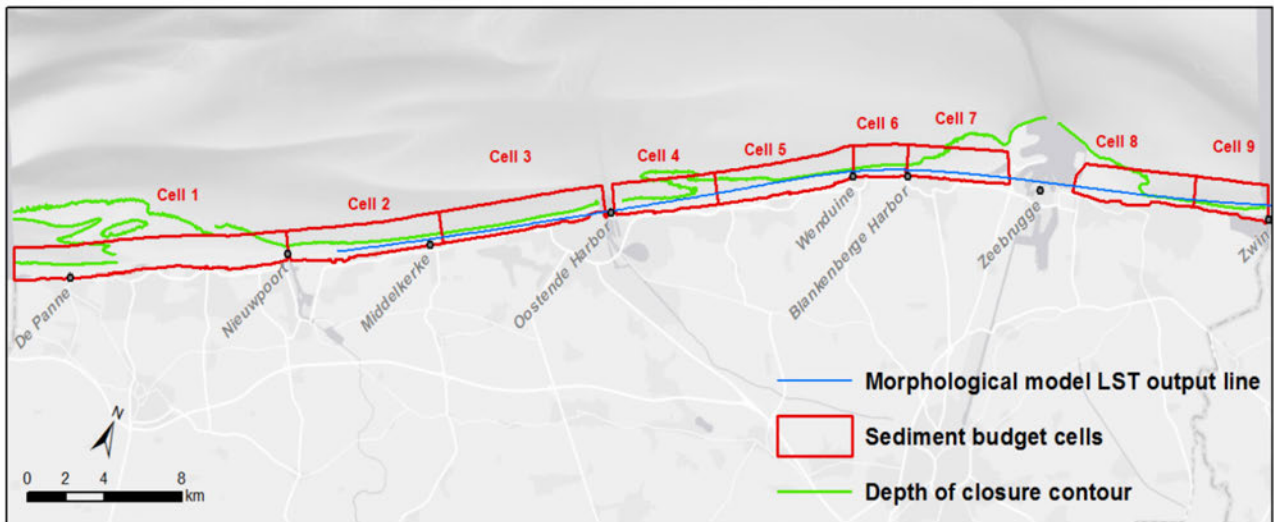 Cell 1
Cell 2
Cell 3
Cell 4
Cell 5
Cell 6
Cell 7
Cell 8
Cell 9
De Panne
Nieuwpoort
Middelkerke
Oostende Harbor
Wenduine
Blankenberge Harbor
Zeebrugge
Zwin
Morphological model LST output line
Sediment budget cells
Depth of closure contour
N
0 2 4 8
km